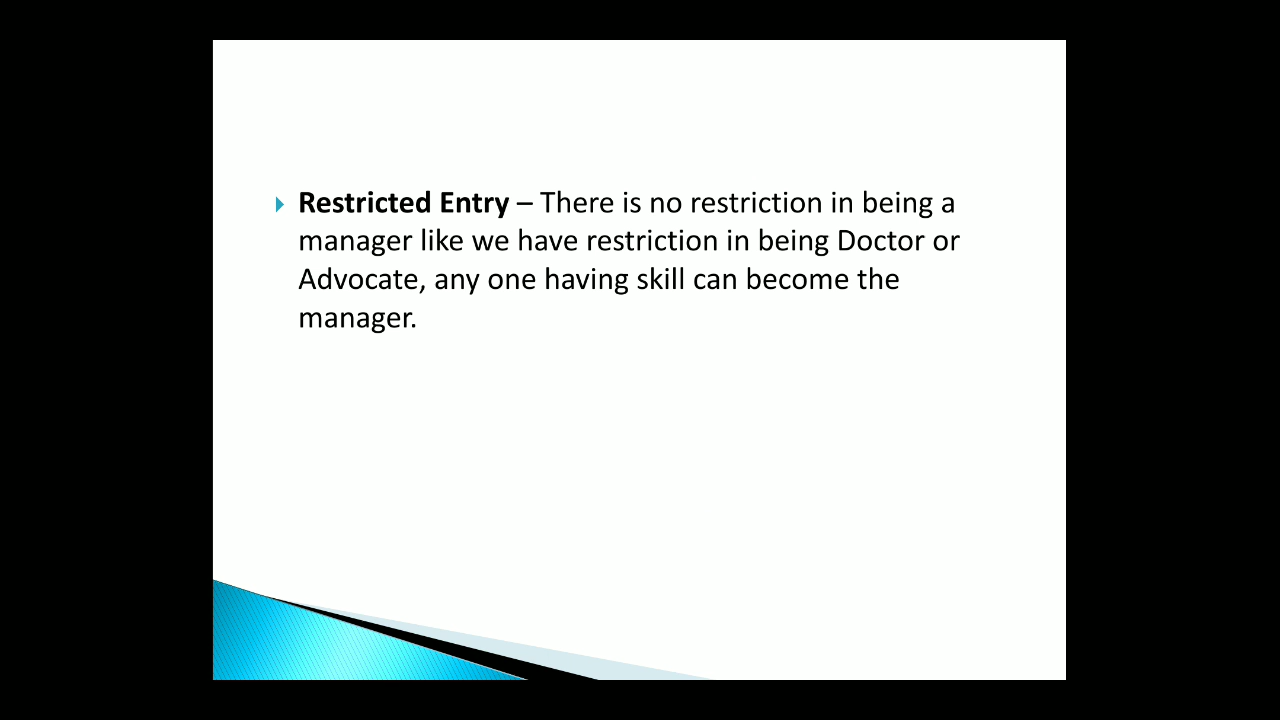 Restricted Entry – There is no restriction in being a
manager like we have restriction in being Doctor or
Advocate, any one having skill can become the
manager.